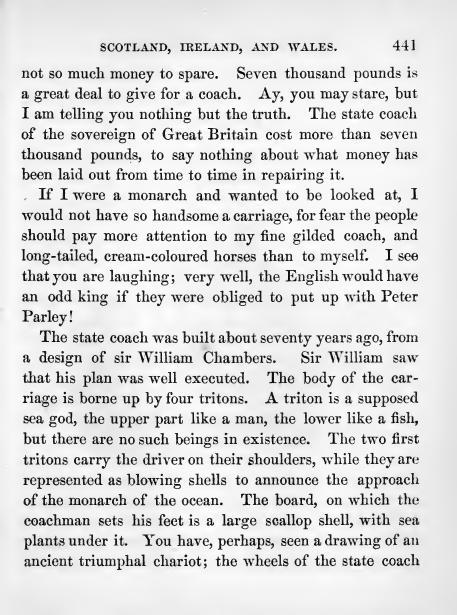 SCOTLAND, IRELAND, AND WALES. 441
not so much money to spare. Seven thousand pounds is
a great deal to give for a coach. Ay, you may stare, but
I am telling you nothing but the truth. The state coach
of the sovereign of Great Britain cost more than seven
thousand pounds, to say nothing about what money has
been laid out from time to time in repairing it.
If I were a monarch and wanted to be looked at, I
would not have so handsome a carriage, for fear the people
should pay more attention to my fine gilded coach, and
long-tailed, cream-coloured horses than to myself. I see
that you are laughing; very well, the English would have
an odd king if they were obliged to put up with Peter
Parley!
The state coach was built about seventy years ago, from
a design of sir William Chambers. Sir William saw
that his plan was well executed. The body of the car-
riage is borne up by four tritons. A triton is a supposed
sea god, the upper part like a man, the lower like a fish,
but there are no such beings in existence. The two first
tritons carry the driver on their shoulders, while they are
represented as blowing shells to announce the approach
of the monarch of the ocean. The board, on which the
coachman sets his feet is a large scallop shell, with sea
plants under it. You have, perhaps, seen a drawing of an
ancient triumphal chariot; the wheels of the state coach